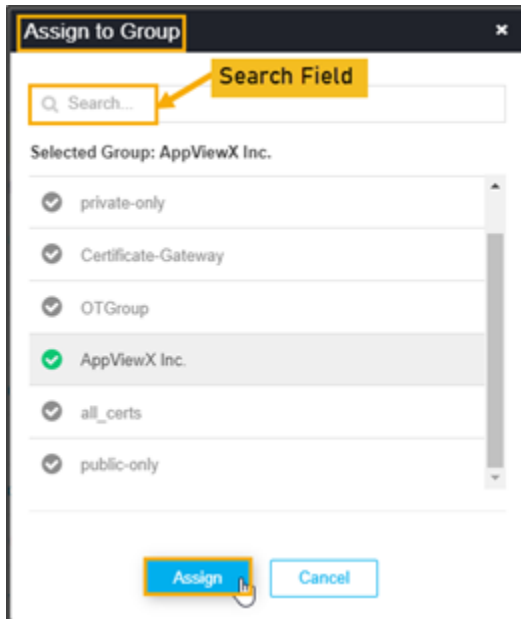 Assign to Group
Search Field
Search...
Selected Group: AppViewX Inc.
private-only
Certificate-Gateway
OTGroup
AppViewX Inc.
all_certs
public-only
Assign
Cancel